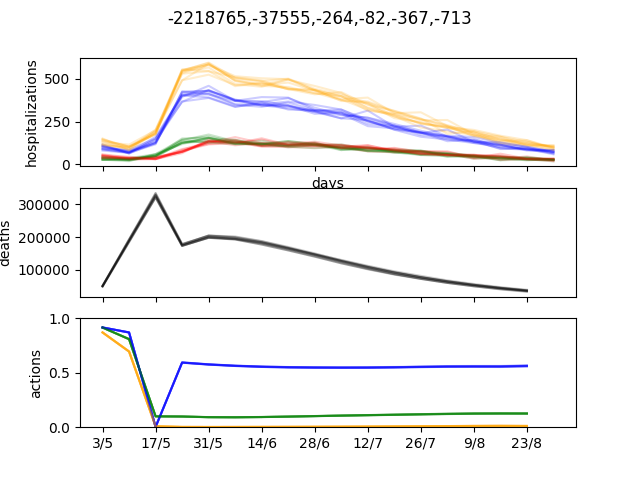 -2218765,-37555,-264,-82,-367,-713
hospitalizations
500
250
0
days
deaths
300000
200000
100000
actions
1.0
0.5
0.0
3/5 17/5 31/5 14/6 28/6 12/7 26/7 9/8 23/8